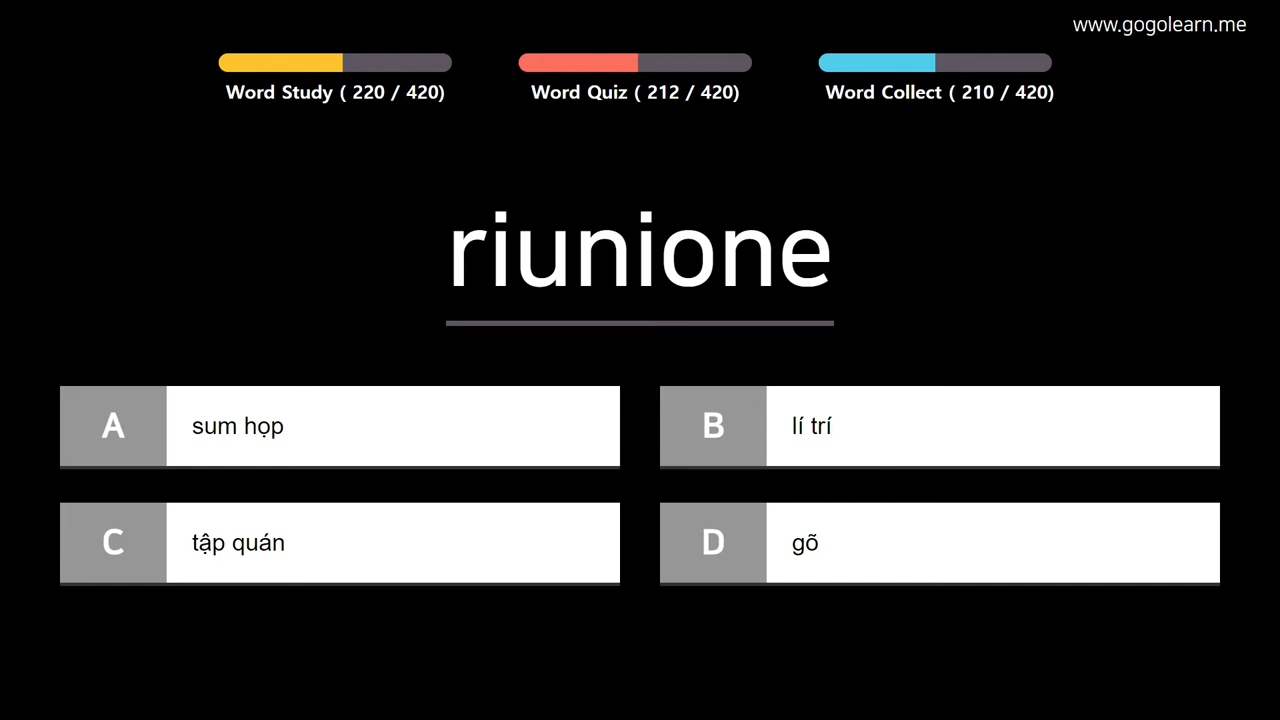 www.gogolearn.me
Word Study ( 220 / 420)
Word Quiz ( 212 / 420)
Word Collect ( 210 / 420)
riunione
A
sum họp
B
lí trí
C
tập quán
D
gõ